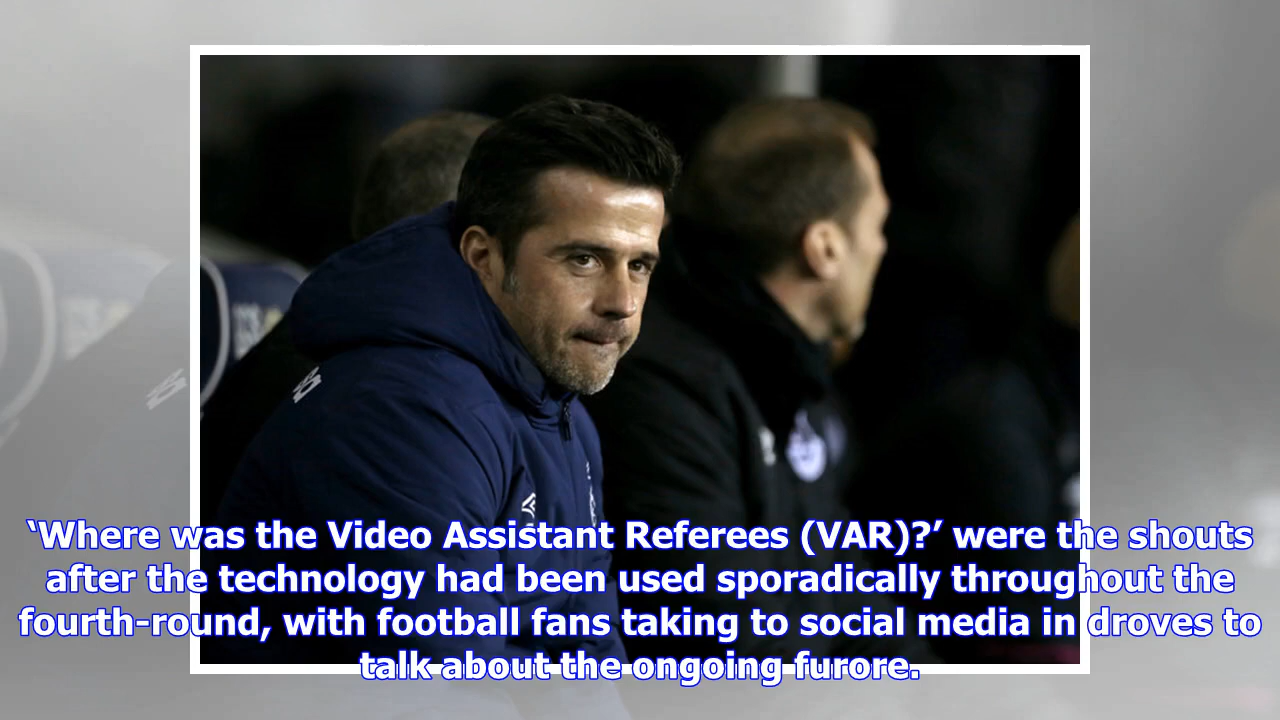 ‘Where was the Video Assistant Referees (VAR)?’ were the shouts
after the technology had been used sporadically throughout the
fourth-round, with football fans taking to social media in droves to
talk about the ongoing furore.